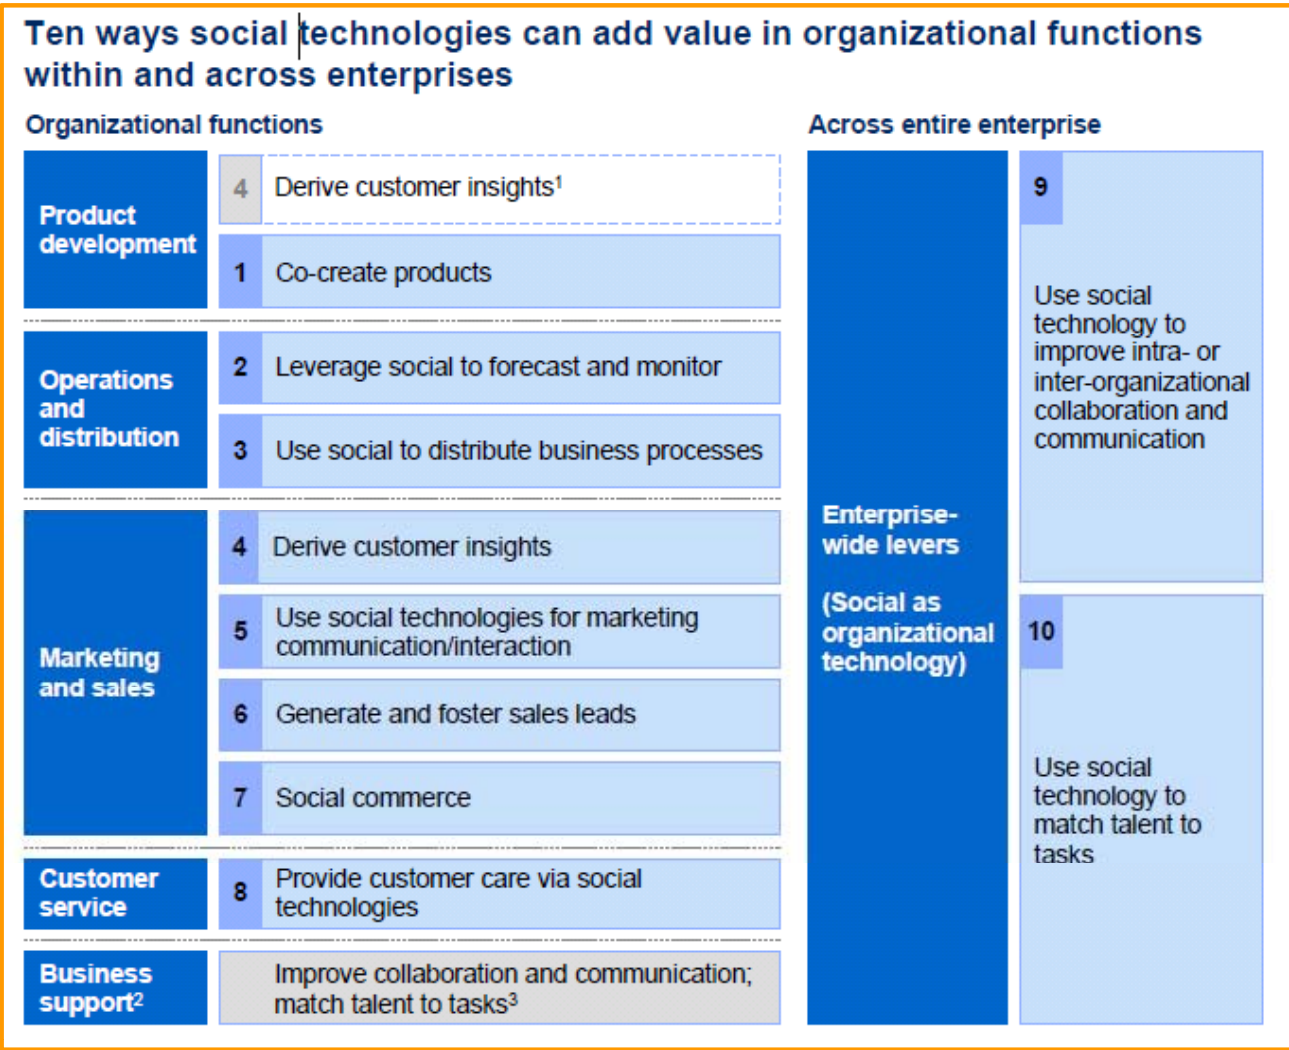 Ten ways social technologies can add value in organizational functions
within and across enterprises
Organizational functions
Product
development
4
Derive customer insights¹
1
Co-create products
Operations
and
distribution
2
Leverage social to forecast and monitor
3
Use social to distribute business processes
Marketing
and sales
4
Derive customer insights
5
Use social technologies for marketing
communication/interaction
6
Generate and foster sales leads
7
Social commerce
Customer
service
8
Provide customer care via social
technologies
Business
support²
Improve collaboration and communication;
match talent to tasks³
Across entire enterprise
Enterprise-
wide levers
(Social as
organizational
technology)
9
Use social
technology to
improve intra- or
inter-organizational
collaboration and
communication
10
Use social
technology to
match talent to
tasks